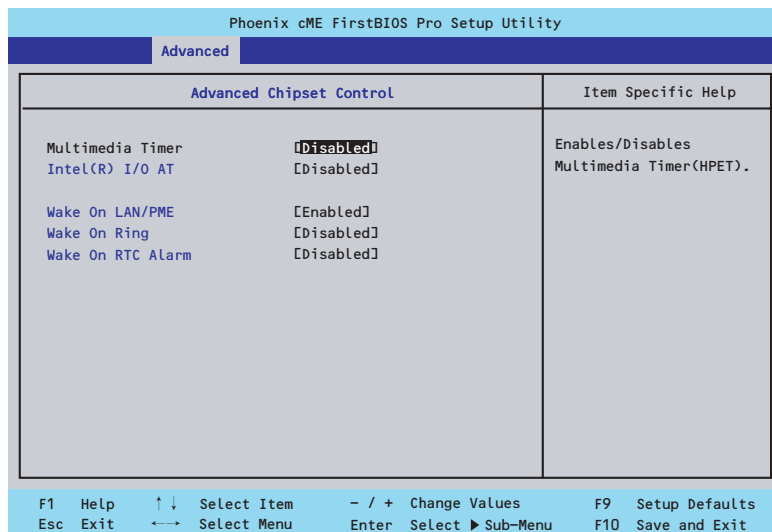 Phoenix cME FirstBIOS Pro Setup Utility
Advanced
Advanced Chipset Control
Item Specific Help
Multimedia Timer [Disabled]
Intel(R) I/O AT [Disabled]
Wake On LAN/PME [Enabled]
Wake On Ring [Disabled]
Wake On RTC Alarm [Disabled]
Enables/Disables
Multimedia Timer(HPET).
F1 Help ↑↓ Select Item - / + Change Values F9 Setup Defaults
Esc Exit ←→ Select Menu Enter Select ▶ Sub-Menu F10 Save and Exit